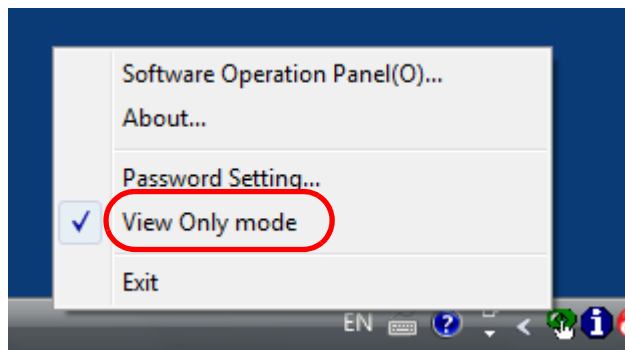 Software Operation Panel(O)...
About...
Password Setting...
View Only mode
Exit
EN